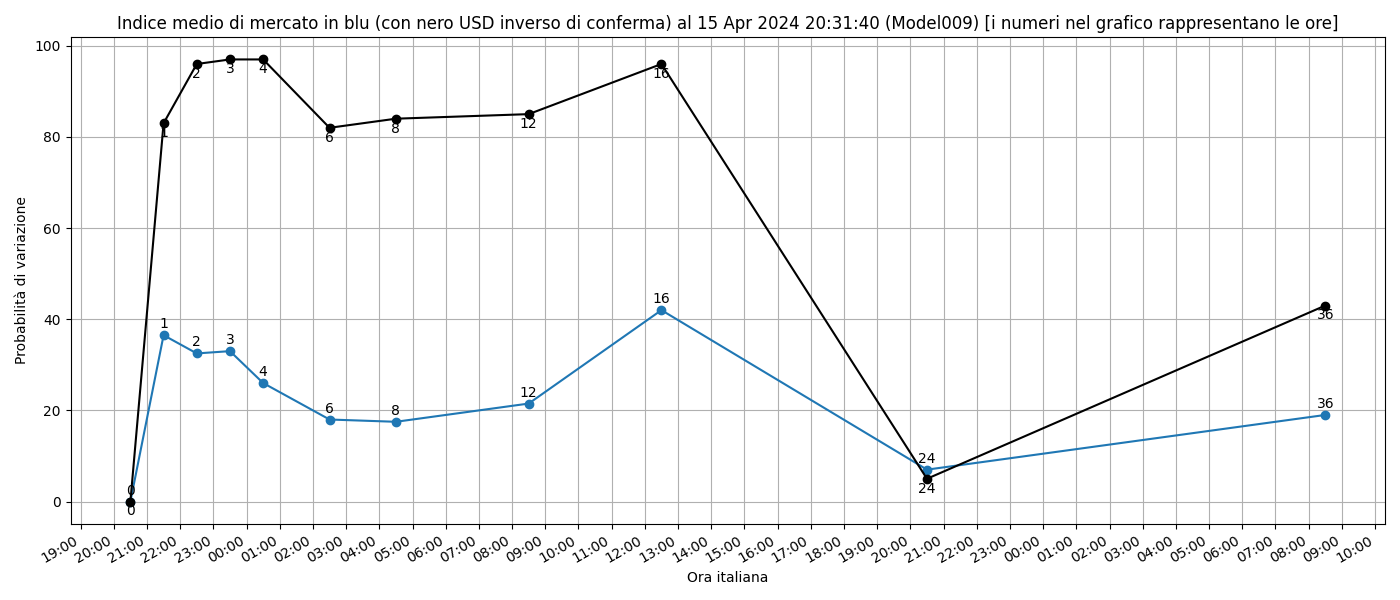 Indice medio di mercato in blu (con nero USD inverso di conferma) al 15 Apr 2024 20:31:40 (Model009) [i numeri nel grafico rappresentano le ore]
Probabilità di variazione
100
80
60
40
20
0
0 1 2 3 4 6 8 12 16 24 36
0 1 2 3 4 6 8 12 16 24 36
19:00 20:00 21:00 22:00 23:00 00:00 01:00 02:00 03:00 04:00 05:00 06:00 07:00 08:00 09:00 10:00 11:00 12:00 13:00 14:00 15:00 16:00 17:00 18:00 19:00 20:00 21:00 22:00 23:00 00:00 01:00 02:00 03:00 04:00 05:00 06:00 07:00 08:00 09:00 10:00
Ora italiana